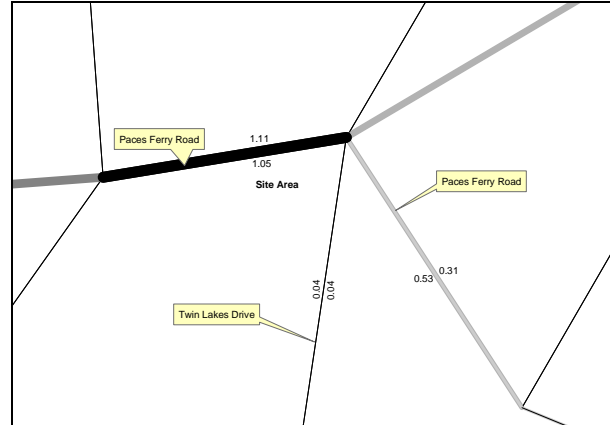 1.11
Paces Ferry Road
1.05
Site Area
Paces Ferry Road
0.31
0.53
0.04
0.04
Twin Lakes Drive